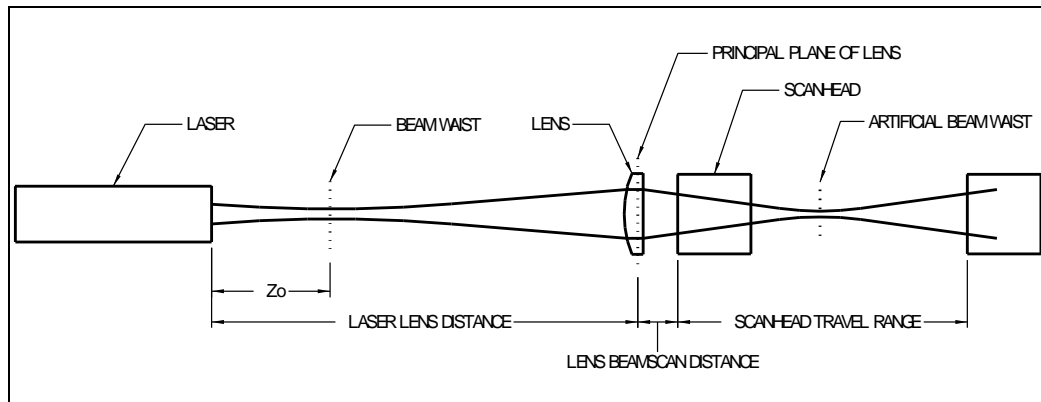 PRINCIPAL PLANE OF LENS
SCANHEAD
LASER
BEAM WAIST
LENS
ARTIFICIAL BEAM WAIST
Zo
LASER LENS DISTANCE
SCANHEAD TRAVEL RANGE
LENS BEAMSCAN DISTANCE